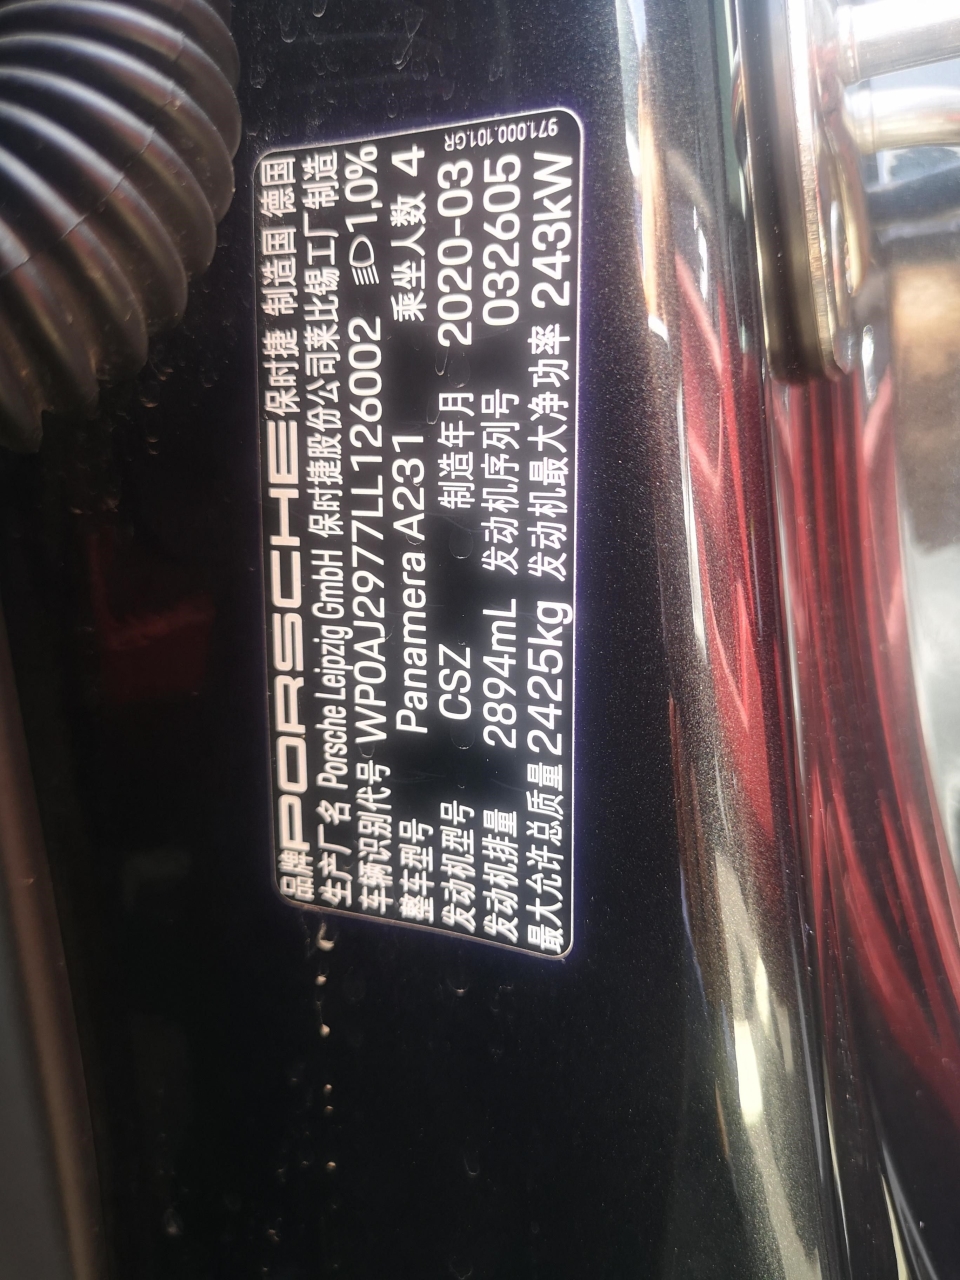 品牌 PORSCHE 保时捷 制造国 德国
生产厂名 Porsche Leipzig GmbH 保时捷股份公司莱比锡工厂制造
车辆识别代号 WP0AJ2977LL126002 1,0%
整车型号 Panamera A231 乘坐人数 4
发动机型号 CSZ 制造年月 2020-03
发动机排量 2894mL 发动机序列号 032605
最大允许总质量 2425kg 发动机最大净功率 243kW
971.000.101.GR